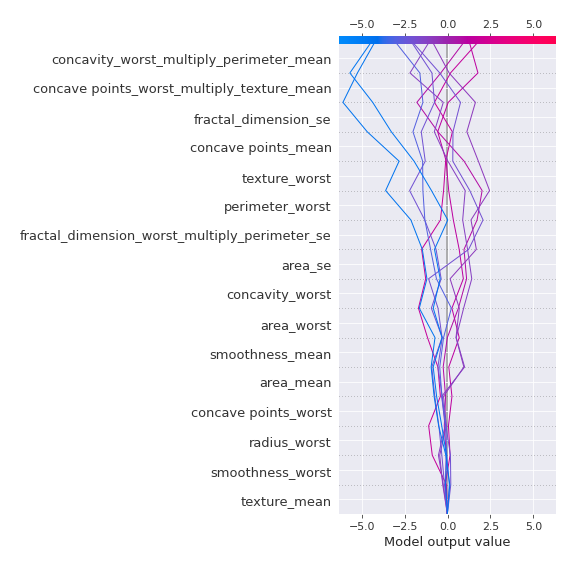 −5.0 −2.5 0.0 2.5 5.0
concavity_worst_multiply_perimeter_mean
concave points_worst_multiply_texture_mean
fractal_dimension_se
concave points_mean
texture_worst
perimeter_worst
fractal_dimension_worst_multiply_perimeter_se
area_se
concavity_worst
area_worst
smoothness_mean
area_mean
concave points_worst
radius_worst
smoothness_worst
texture_mean
−5.0 −2.5 0.0 2.5 5.0
Model output value